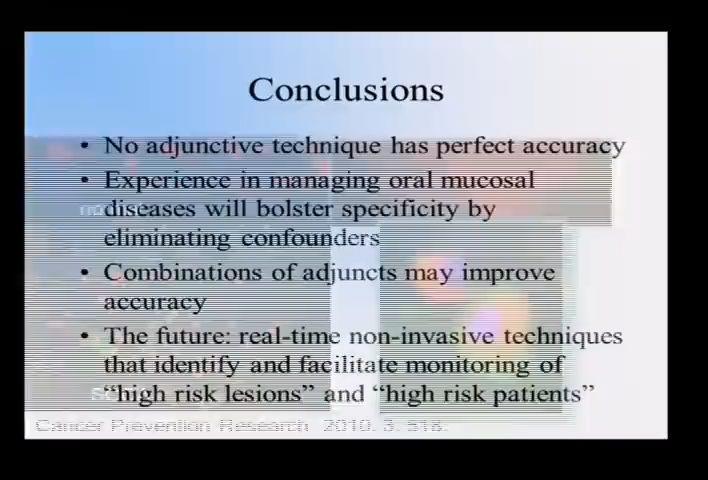 Conclusions
• No adjunctive technique has perfect accuracy
• Experience in managing oral mucosal
diseases will bolster specificity by
eliminating confounders
• Combinations of adjuncts may improve
accuracy
• The future: real-time non-invasive techniques
that identify and facilitate monitoring of
“high risk lesions” and “high risk patients”
Cancer Prevention Research 2010. 3. 518.